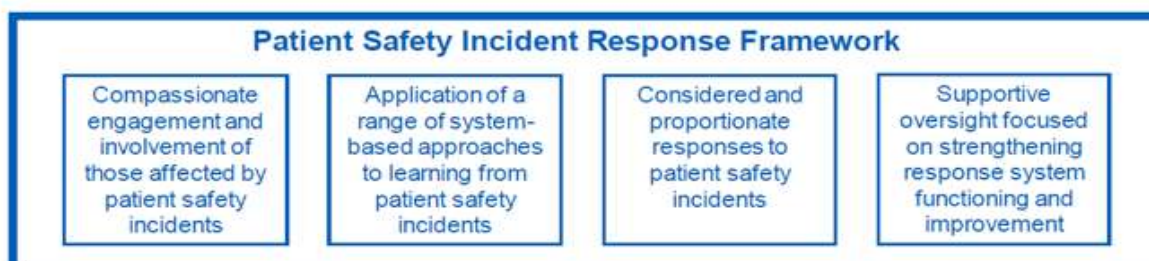 Patient Safety Incident Response Framework
Compassionate
engagement and
involvement of
those affected by
patient safety
incidents
Application of a
range of system-
based approaches
to learning from
patient safety
incidents
Considered and
proportionate
responses to
patient safety
incidents
Supportive
oversight focused
on strengthening
response system
functioning and
improvement